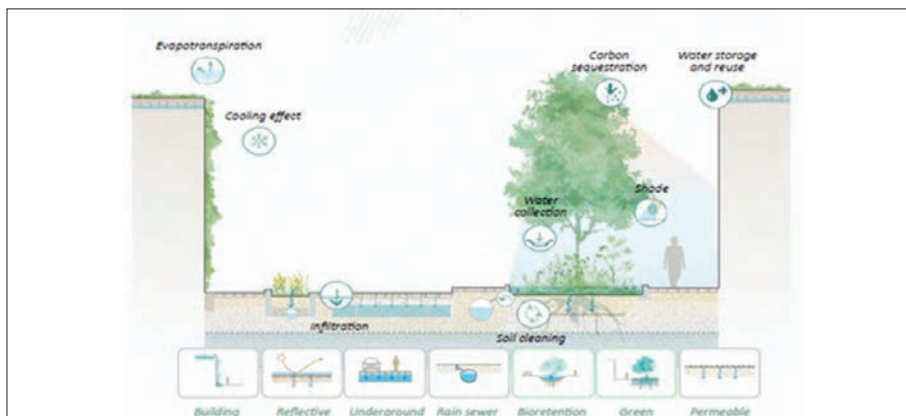 Evapotranspiration
Carbon
sequestration
Water storage
and reuse
Cooling effect
Shade
Water
collection
Infiltration
Soil cleaning
Building
Reflective
Underground
Rain sewer
Bioretention
Green
Permeable